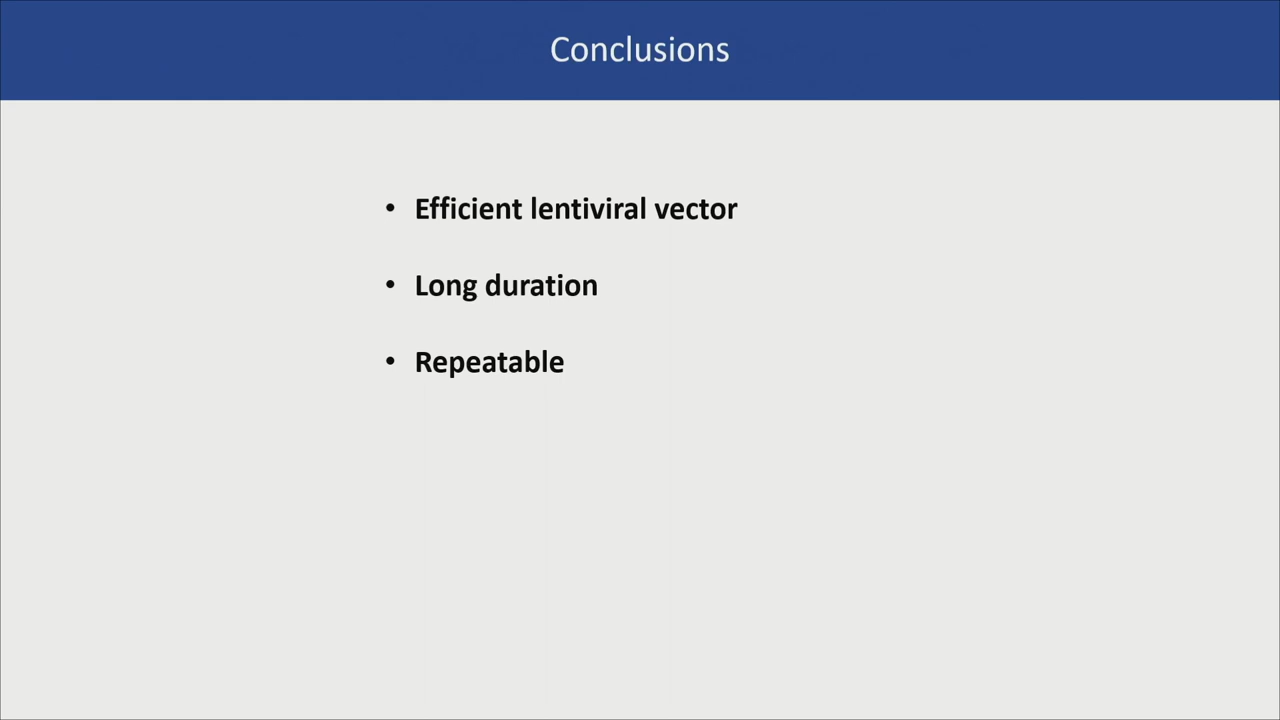 Conclusions
• Efficient lentiviral vector
• Long duration
• Repeatable